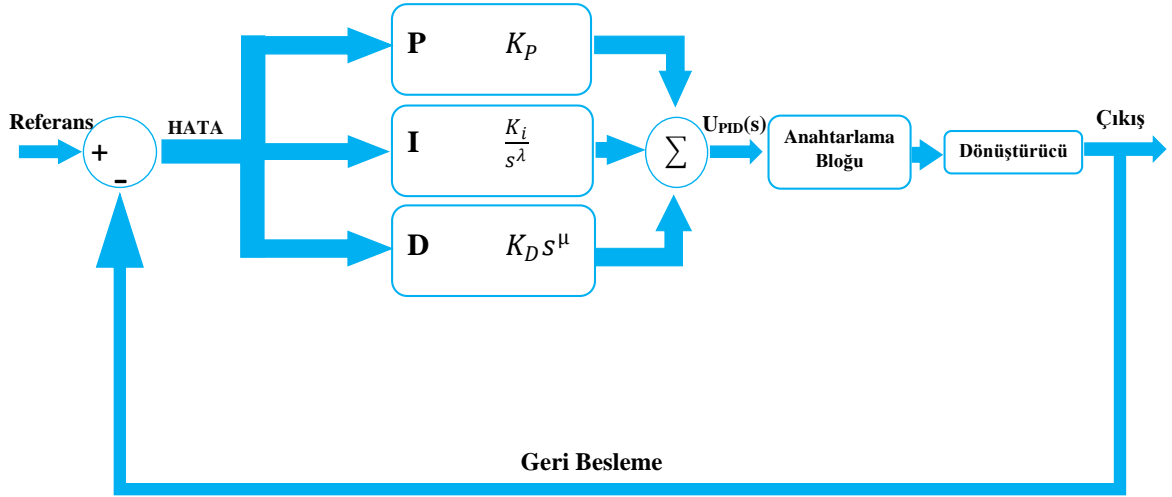 Referans
+
-
HATA
P K_P
I K_i/s^λ
D K_D s^μ
∑
U_PID(s)
Anahtarlama
Bloğu
Dönüştürücü
Çıkış
Geri Besleme